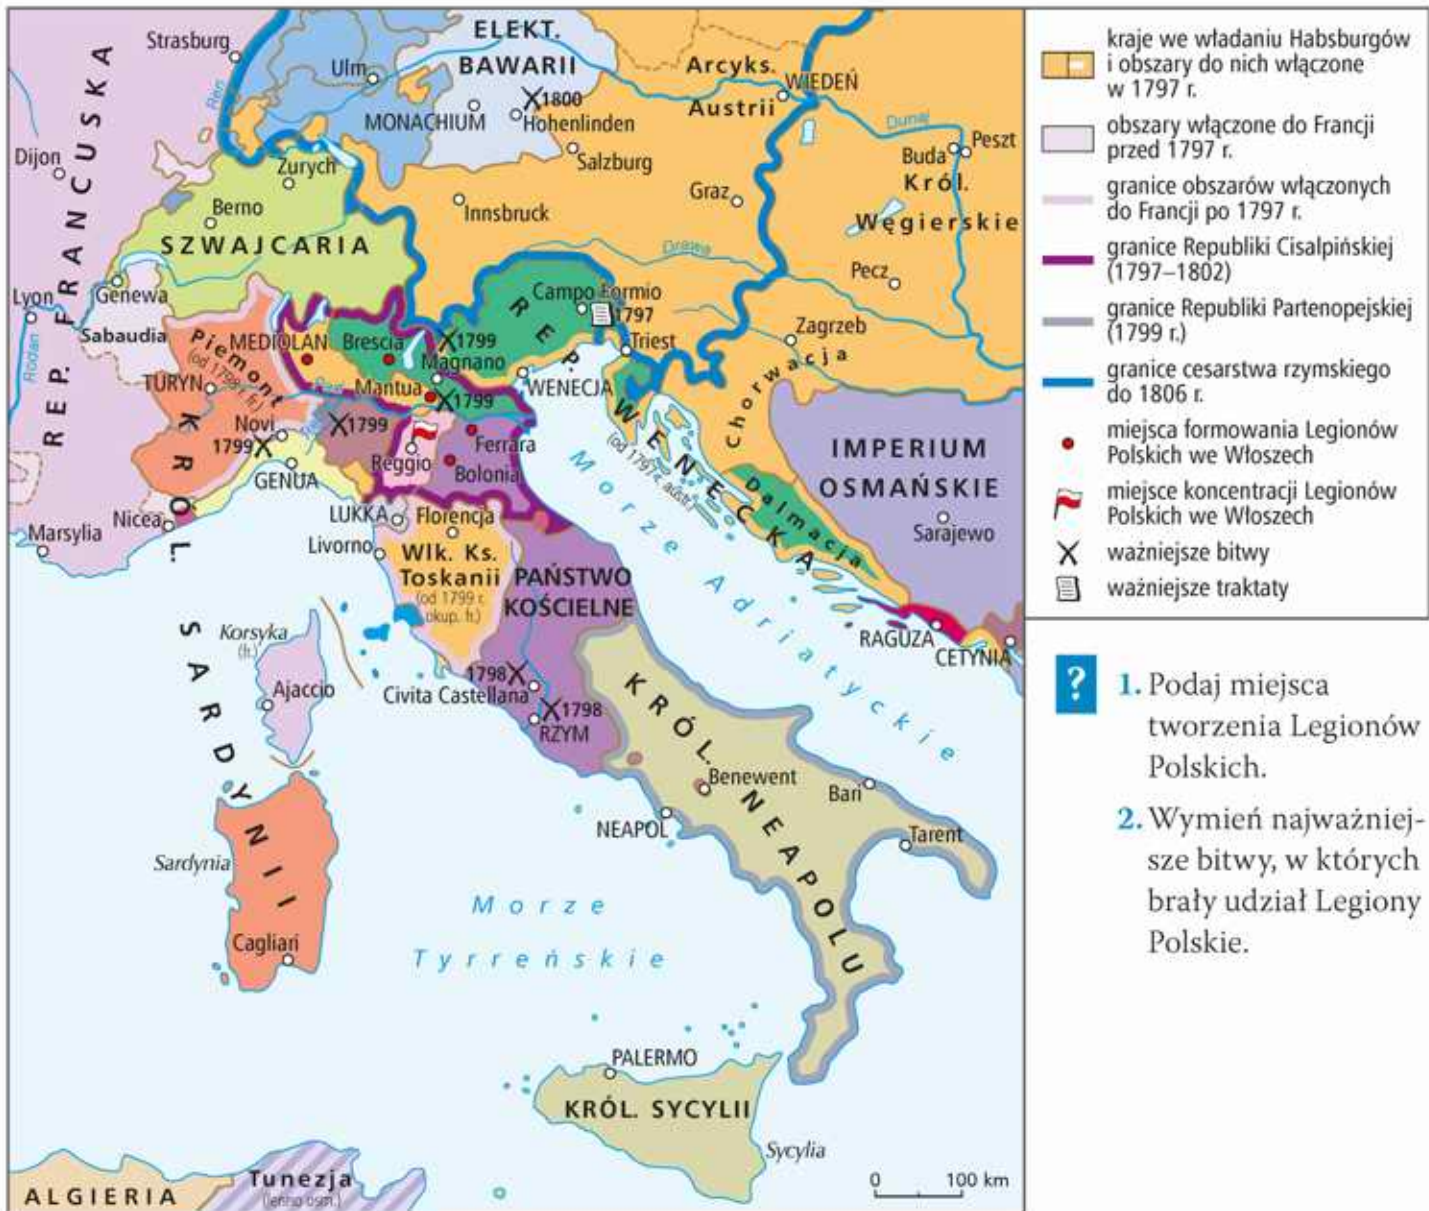 Strasburg
Ren
REP. FRANCUSKA
Dijon
Lyon
Rodan
Marsylia
Nicea
Ulm
ELEKT.
BAWARII
MONACHIUM
1800
Hohenlinden
Salzburg
Arcyks.
Austrii
WIEDEŃ
Dunaj
Buda
Peszt
Król.
Węgierskie
Graz
Innsbruck
Drawa
Pecz
Zagrzeb
Chorwacja
Zurych
Berno
SZWAJCARIA
Genewa
Sabaudia
Piemont
(od 1798 r. fr.)
MEDIOLAN
TURYN
Novi
1799
GENUA
Brescia
1799
Magnano
Mantua
1799
1799
Pad
Reggio
Ferrara
Bolonia
REP. WENECKA
(od 1797 r. austr.)
Campo Formio
1797
Triest
WENECJA
Dalmacja
IMPERIUM
OSMAŃSKIE
Sarajewo
RAGUZA
CETYNIA
Morze Adriatyckie
LUKKA
Livorno
Florencja
Wlk. Ks.
Toskanii
(od 1799 r.
okup. fr.)
PAŃSTWO
KOŚCIELNE
1798
Civita Castellana
1798
RZYM
Korsyka
(fr.)
Ajaccio
KRÓL. SARDYNII
Sardynia
Cagliari
KRÓL. NEAPOLU
Benewent
NEAPOL
Bari
Tarent
Morze
Tyrreńskie
PALERMO
KRÓL. SYCYLII
Sycylia
ALGIERIA
Tunezja
(lenno osm.)
0 100 km
kraje we władaniu Habsburgów
i obszary do nich włączone
w 1797 r.
obszary włączone do Francji
przed 1797 r.
granice obszarów włączonych
do Francji po 1797 r.
granice Republiki Cisalpińskiej
(1797–1802)
granice Republiki Partenopejskiej
(1799 r.)
granice cesarstwa rzymskiego
do 1806 r.
miejsca formowania Legionów
Polskich we Włoszech
miejsce koncentracji Legionów
Polskich we Włoszech
ważniejsze bitwy
ważniejsze traktaty
?
1. Podaj miejsca
tworzenia Legionów
Polskich.
2. Wymień najważniej-
sze bitwy, w których
brały udział Legiony
Polskie.